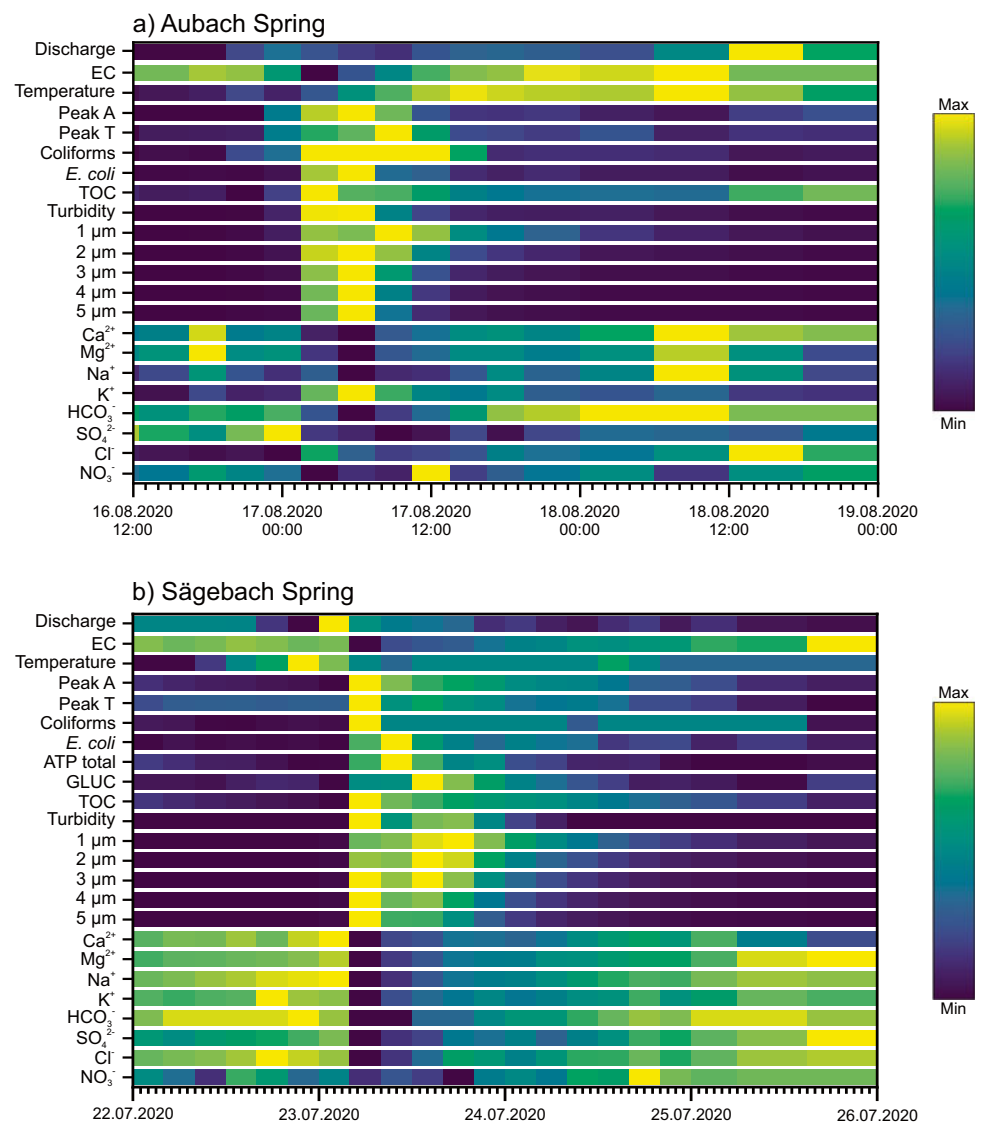 a) Aubach Spring
Discharge
EC
Temperature
Peak A
Peak T
Coliforms
E. coli
TOC
Turbidity
1 µm
2 µm
3 µm
4 µm
5 µm
Ca²⁺
Mg²⁺
Na⁺
K⁺
HCO₃⁻
SO₄²⁻
Cl⁻
NO₃⁻
Max
Min
16.08.2020 17.08.2020 17.08.2020 18.08.2020 18.08.2020 19.08.2020
12:00 00:00 12:00 00:00 12:00 00:00
b) Sägebach Spring
Discharge
EC
Temperature
Peak A
Peak T
Coliforms
E. coli
ATP total
GLUC
TOC
Turbidity
1 µm
2 µm
3 µm
4 µm
5 µm
Ca²⁺
Mg²⁺
Na⁺
K⁺
HCO₃⁻
SO₄²⁻
Cl⁻
NO₃⁻
Max
Min
22.07.2020 23.07.2020 24.07.2020 25.07.2020 26.07.2020